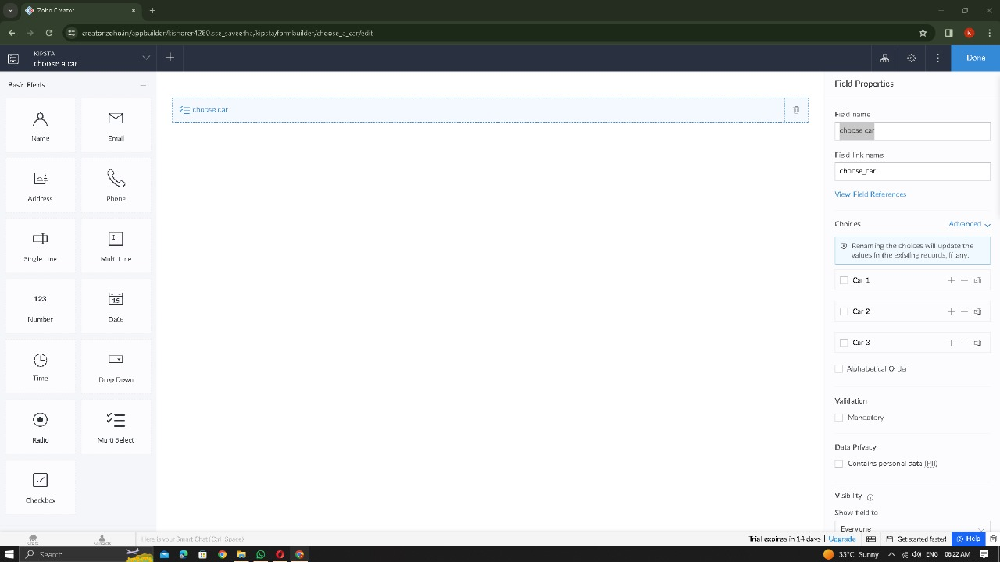 Zoho Creator
creator.zoho.in/appbuilder/kishorer4280.sse_saveetha/kipsta/formbuilder/choose_a_car/edit
K
KIPSTA
choose a car
Done
Basic Fields
Name
Email
Address
Phone
Single Line
Multi Line
123
Number
15
Date
Time
Drop Down
Radio
Multi Select
Checkbox
choose car
Field Properties
Field name
choose car
Field link name
choose_car
View Field References
Choices
Advanced
Renaming the choices will update the
values in the existing records, if any.
Car 1
Car 2
Car 3
Alphabetical Order
Validation
Mandatory
Data Privacy
Contains personal data (PII)
Visibility
Show field to
Everyone
Chats
Contacts
Here is your Smart Chat (Ctrl+Space)
Trial expires in 14 days
Upgrade
Get started faster!
Help
Search
33°C Sunny
ENG
06:22 AM